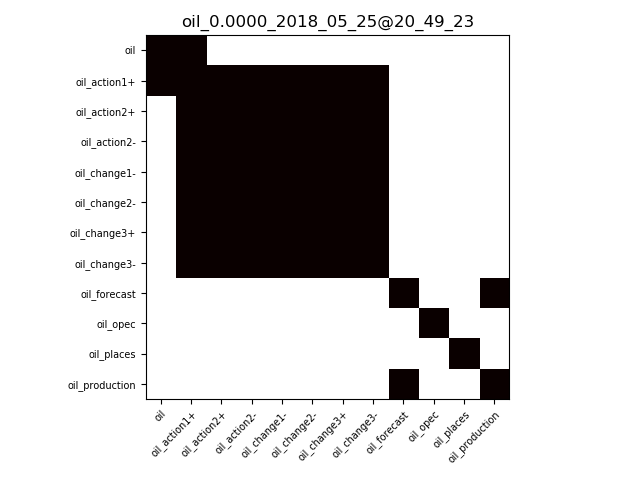 oil_0.0000_2018_05_25@20_49_23
oil
oil_action1+
oil_action2+
oil_action2-
oil_change1-
oil_change2-
oil_change3+
oil_change3-
oil_forecast
oil_opec
oil_places
oil_production
oil
oil_action1+
oil_action2+
oil_action2-
oil_change1-
oil_change2-
oil_change3+
oil_change3-
oil_forecast
oil_opec
oil_places
oil_production